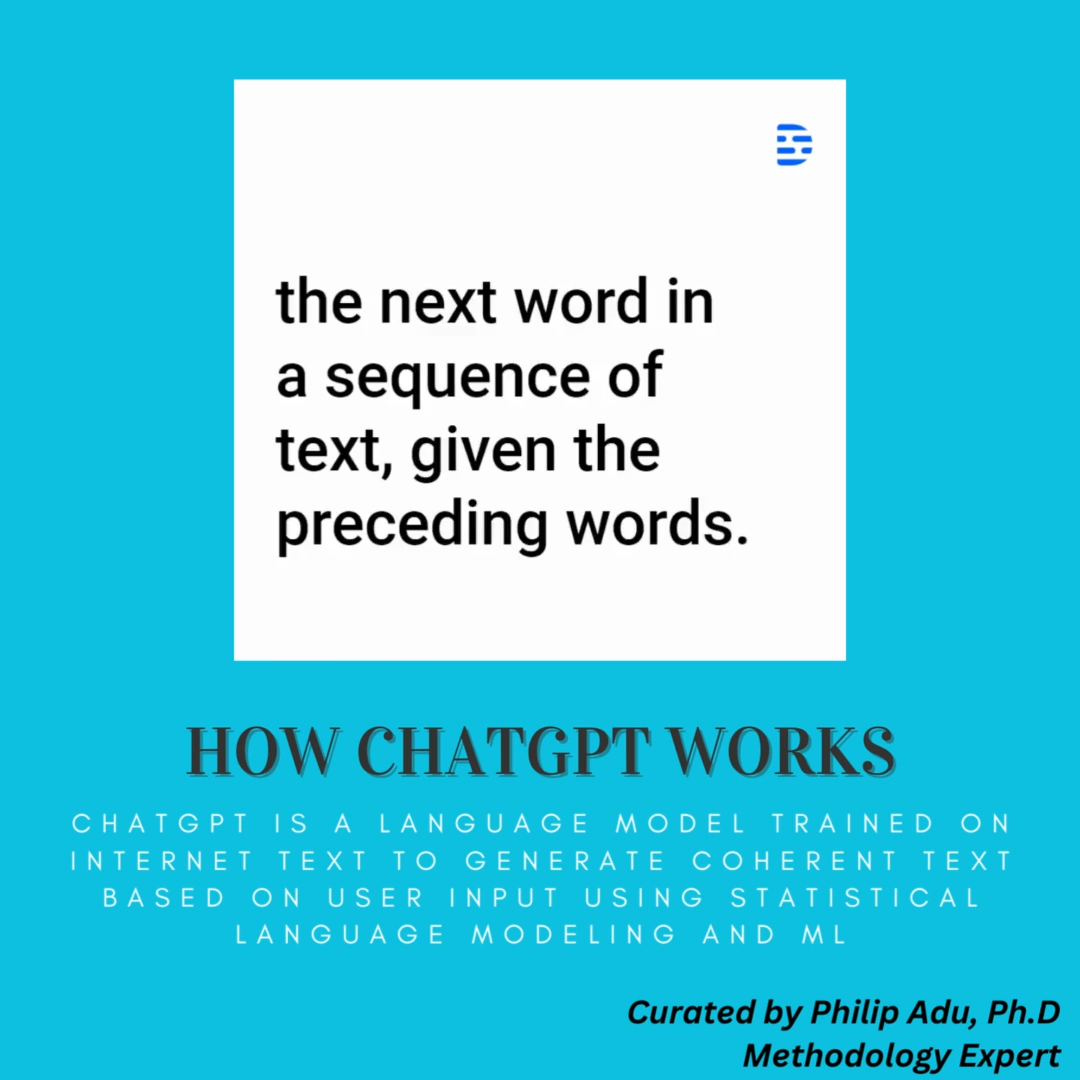 the next word in
a sequence of
text, given the
preceding words.
HOW CHATGPT WORKS
CHATGPT IS A LANGUAGE MODEL TRAINED ON
INTERNET TEXT TO GENERATE COHERENT TEXT
BASED ON USER INPUT USING STATISTICAL
LANGUAGE MODELING AND ML
Curated by Philip Adu, Ph.D
Methodology Expert